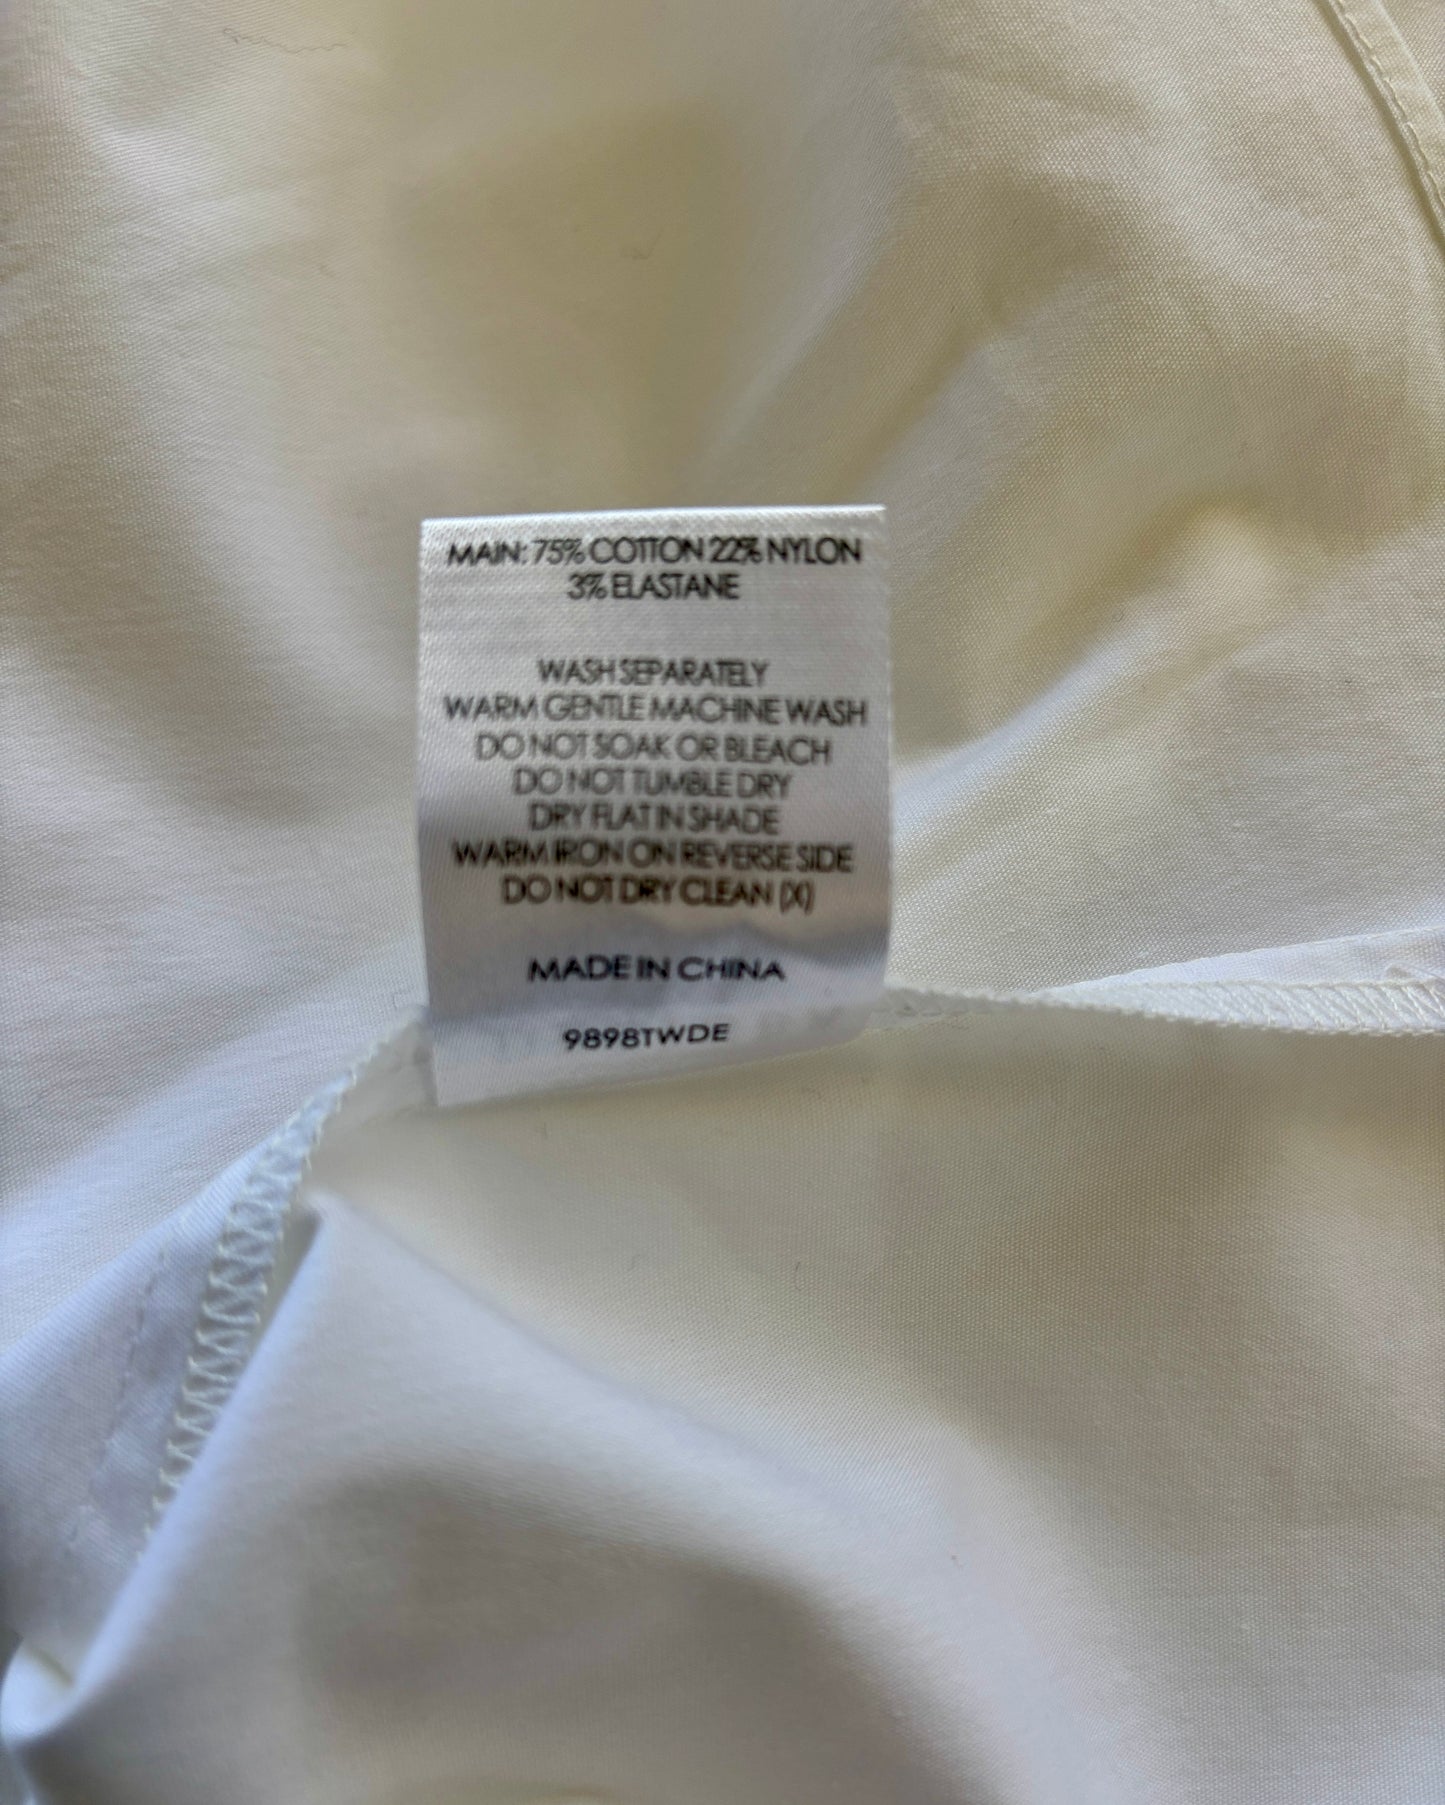 MAIN: 75% COTTON 22% NYLON
3% ELASTANE
WASH SEPARATELY
WARM GENTLE MACHINE WASH
DO NOT SOAK OR BLEACH
DO NOT TUMBLE DRY
DRY FLAT IN SHADE
WARM IRON ON REVERSE SIDE
DO NOT DRY CLEAN (X)
MADE IN CHINA
9898TWDE